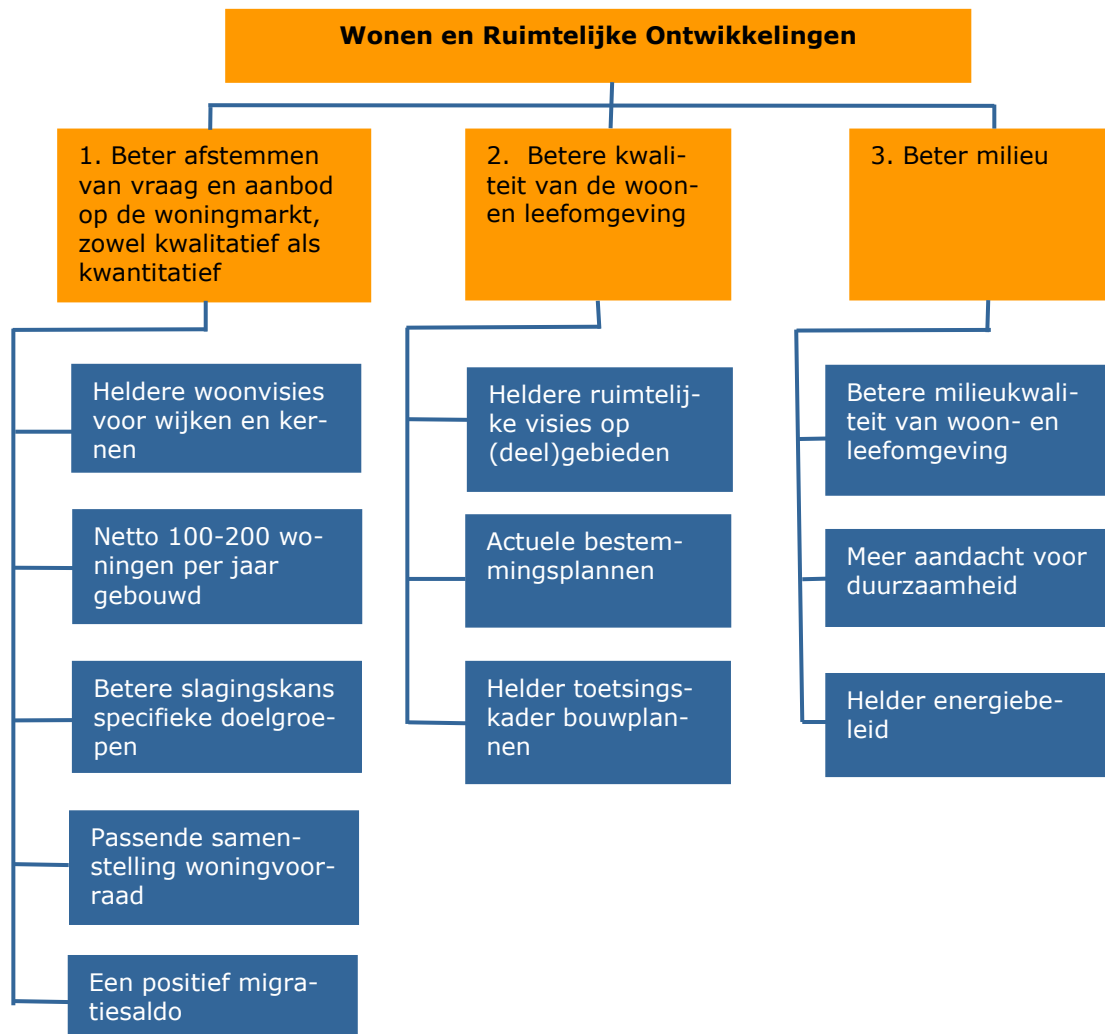 Wonen en Ruimtelijke Ontwikkelingen
1. Beter afstemmen
van vraag en aanbod
op de woningmarkt,
zowel kwalitatief als
kwantitatief
Heldere woonvisies
voor wijken en ker-
nen
Netto 100-200 wo-
ningen per jaar
gebouwd
Betere slagingskans
specifieke doelgroe-
pen
Passende samen-
stelling woningvoor-
raad
Een positief migra-
tiesaldo
2. Betere kwali-
teit van de woon-
en leefomgeving
Heldere ruimtelij-
ke visies op
(deel)gebieden
Actuele bestem-
mingsplannen
Helder toetsings-
kader bouwplan-
nen
3. Beter milieu
Betere milieukwali-
teit van woon- en
leefomgeving
Meer aandacht voor
duurzaamheid
Helder energiebe-
leid